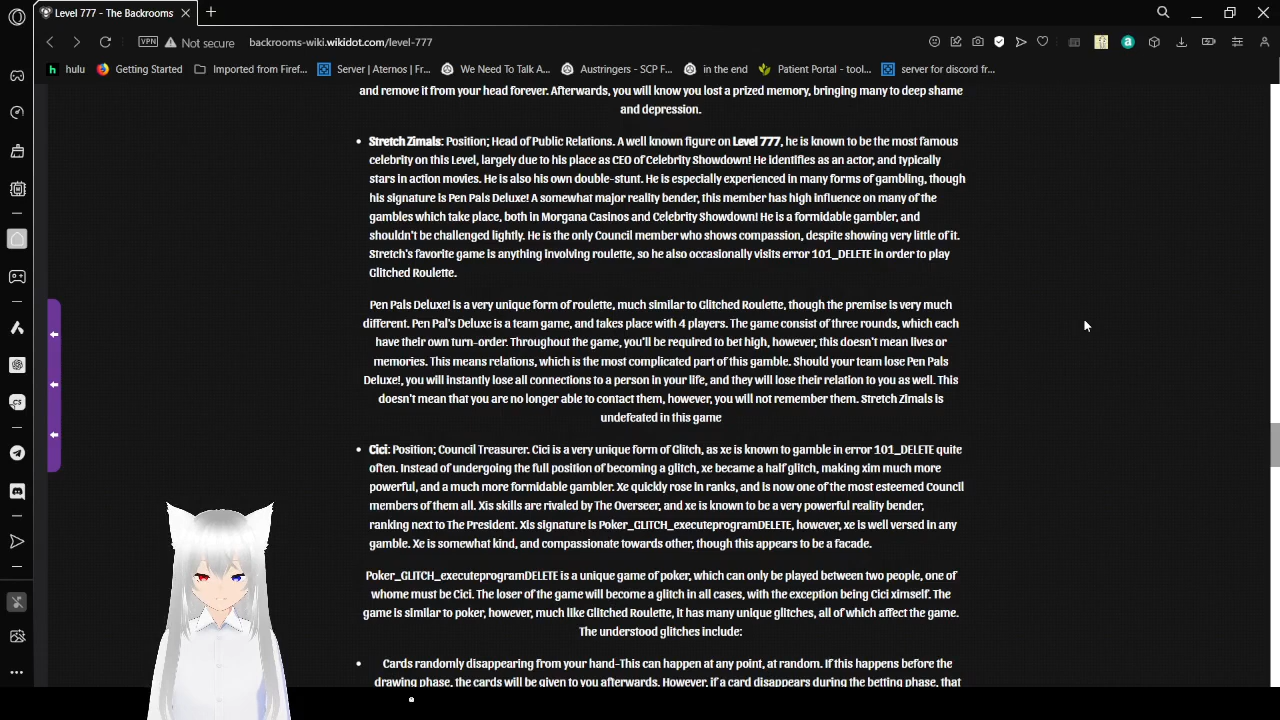 Level 777 - The Backrooms
VPN
Not secure
backrooms-wiki.wikidot.com/level-777
hulu
Getting Started
Imported from Firef...
Server | Aternos | Fr...
We Need To Talk A...
Austringers - SCP F...
in the end
Patient Portal - tool...
server for discord fr...
and remove it from your head forever. Afterwards, you will know you lost a prized memory, bringing many to deep shame
and depression.
Stretch Zimals: Position; Head of Public Relations. A well known figure on Level 777, he is known to be the most famous
celebrity on this Level, largely due to his place as CEO of Celebrity Showdown! He identifies as an actor, and typically
stars in action movies. He is also his own double-stunt. He is especially experienced in many forms of gambling, though
his signature is Pen Pals Deluxe! A somewhat major reality bender, this member has high influence on many of the
gambles which take place, both in Morgana Casinos and Celebrity Showdown! He is a formidable gambler, and
shouldn't be challenged lightly. He is the only Council member who shows compassion, despite showing very little of it.
Stretch's favorite game is anything involving roulette, so he also occasionally visits error 101_DELETE in order to play
Glitched Roulette.
Pen Pals Deluxe! is a very unique form of roulette, much similar to Glitched Roulette, though the premise is very much
different. Pen Pal's Deluxe is a team game, and takes place with 4 players. The game consist of three rounds, which each
have their own turn-order. Throughout the game, you'll be required to bet high, however, this doesn't mean lives or
memories. This means relations, which is the most complicated part of this gamble. Should your team lose Pen Pals
Deluxe!, you will instantly lose all connections to a person in your life, and they will lose their relation to you as well. This
doesn't mean that you are no longer able to contact them, however, you will not remember them. Stretch Zimals is
undefeated in this game
Cici: Position; Council Treasurer. Cici is a very unique form of Glitch, as xe is known to gamble in error 101_DELETE quite
often. Instead of undergoing the full position of becoming a glitch, xe became a half glitch, making xim much more
powerful, and a much more formidable gambler. Xe quickly rose in ranks, and is now one of the most esteemed Council
members of them all. Xis skills are rivaled by The Overseer, and xe is known to be a very powerful reality bender,
ranking next to The President. Xis signature is Poker_GLITCH_executeprogramDELETE, however, xe is well versed in any
gamble. Xe is somewhat kind, and compassionate towards other, though this appears to be a facade.
Poker_GLITCH_executeprogramDELETE is a unique game of poker, which can only be played between two people, one of
whome must be Cici. The loser of the game will become a glitch in all cases, with the exception being Cici ximself. The
game is similar to poker, however, much like Glitched Roulette, it has many unique glitches, all of which affect the game.
The understood glitches include:
Cards randomly disappearing from your hand-This can happen at any point, at random. If this happens before the
drawing phase, the cards will be given to you afterwards. However, if a card disappears during the betting phase, that